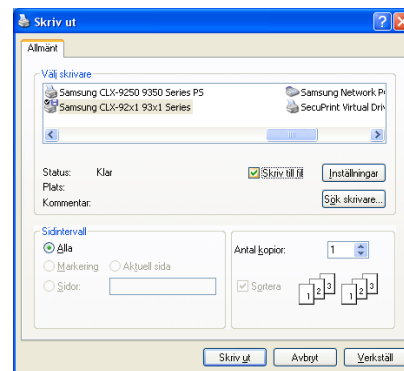 Skriv ut
Allmänt
Välj skrivare
Samsung CLX-9250 9350 Series PS
Samsung Network
Samsung CLX-92x1 93x1 Series
SecuPrint Virtual
Status: Klar
Skriv till fil
Inställningar
Plats:
Kommentar:
Sök skrivare...
Sidintervall
Alla
Antal kopior: 1
Markering
Aktuell sida
Sidor:
Sortera
1 2 3 1 2 3
Skriv ut
Avbryt
Verkställ